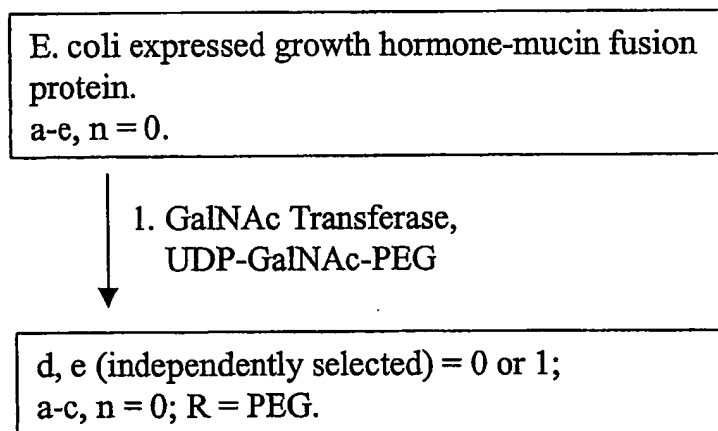 E. coli expressed growth hormone-mucin fusion
protein.
a-e, n = 0.
1. GalNAc Transferase,
UDP-GalNAc-PEG
d, e (independently selected) = 0 or 1;
a-c, n = 0; R = PEG.